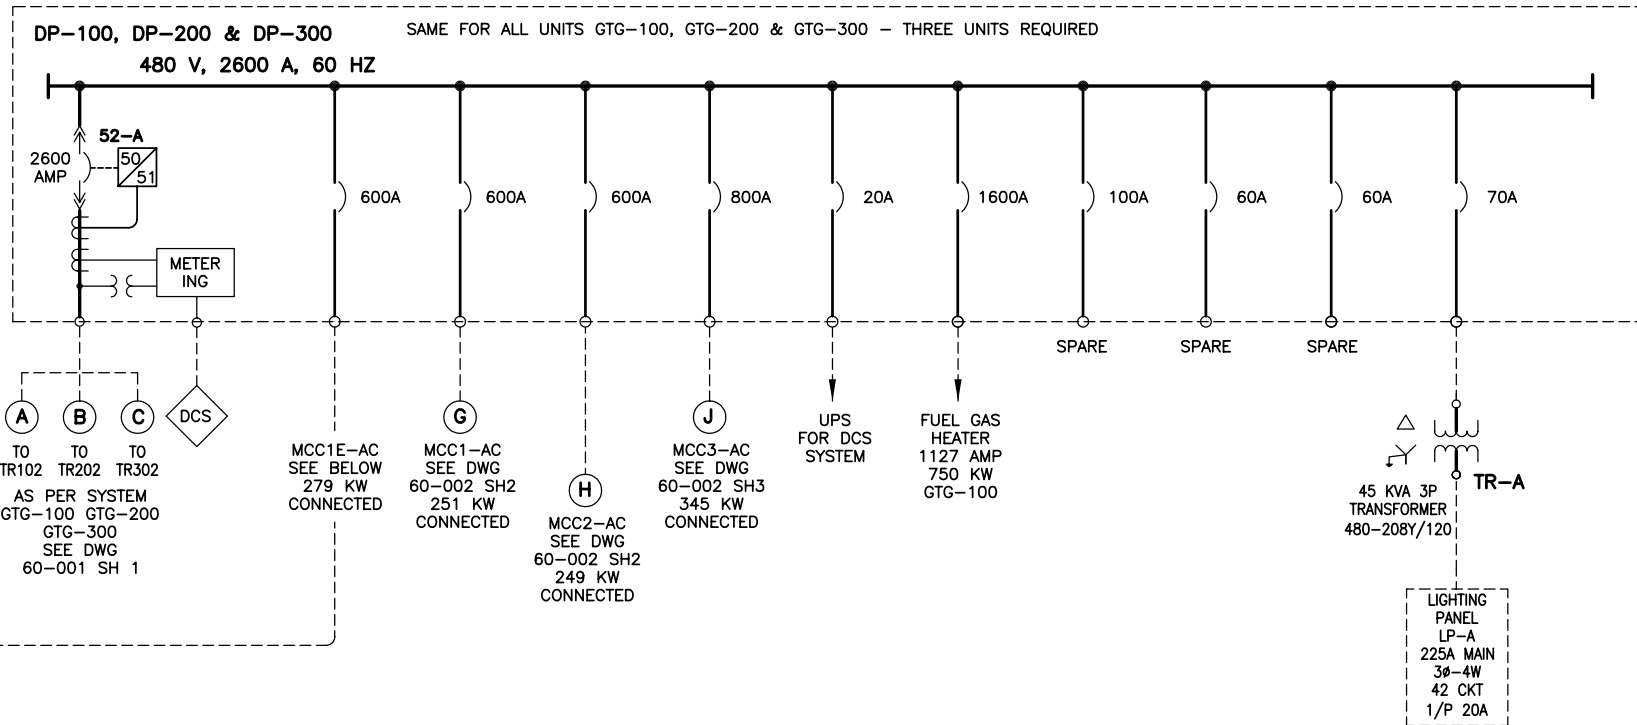 DP-100, DP-200 & DP-300
SAME FOR ALL UNITS GTG-100, GTG-200 & GTG-300 - THREE UNITS REQUIRED
480 V, 2600 A, 60 HZ
52-A
2600
AMP
50
51
600A
600A
600A
800A
20A
1600A
100A
60A
60A
70A
METER
ING
A
B
C
DCS
TO
TR102
TO
TR202
TO
TR302
AS PER SYSTEM
GTG-100 GTG-200
GTG-300
SEE DWG
60-001 SH 1
MCC1E-AC
SEE BELOW
279 KW
CONNECTED
G
MCC1-AC
SEE DWG
60-002 SH2
251 KW
CONNECTED
H
MCC2-AC
SEE DWG
60-002 SH2
249 KW
CONNECTED
J
MCC3-AC
SEE DWG
60-002 SH3
345 KW
CONNECTED
UPS
FOR DCS
SYSTEM
FUEL GAS
HEATER
1127 AMP
750 KW
GTG-100
SPARE
SPARE
SPARE
TR-A
45 KVA 3P
TRANSFORMER
480-208Y/120
LIGHTING
PANEL
LP-A
225A MAIN
3ø-4W
42 CKT
1/P 20A